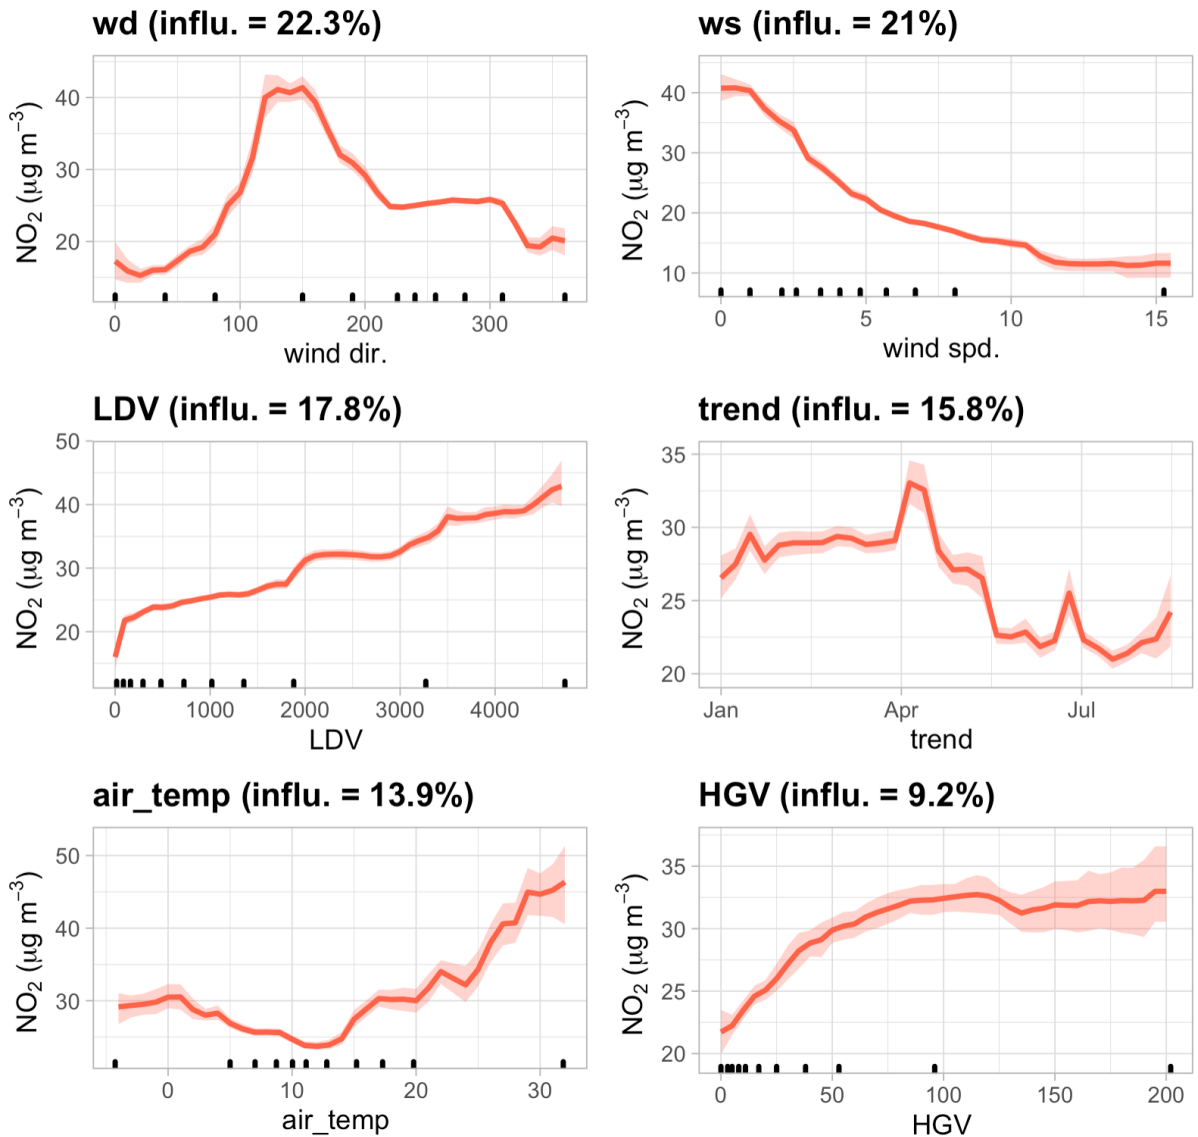 wd (influ. = 22.3%)
NO₂ (μg m⁻³)
40
30
20
0 100 200 300
wind dir.
ws (influ. = 21%)
NO₂ (μg m⁻³)
40
30
20
10
0 5 10 15
wind spd.
LDV (influ. = 17.8%)
NO₂ (μg m⁻³)
50
40
30
20
0 1000 2000 3000 4000
LDV
trend (influ. = 15.8%)
NO₂ (μg m⁻³)
35
30
25
20
Jan Apr Jul
trend
air_temp (influ. = 13.9%)
NO₂ (μg m⁻³)
50
40
30
0 10 20 30
air_temp
HGV (influ. = 9.2%)
NO₂ (μg m⁻³)
35
30
25
20
0 50 100 150 200
HGV